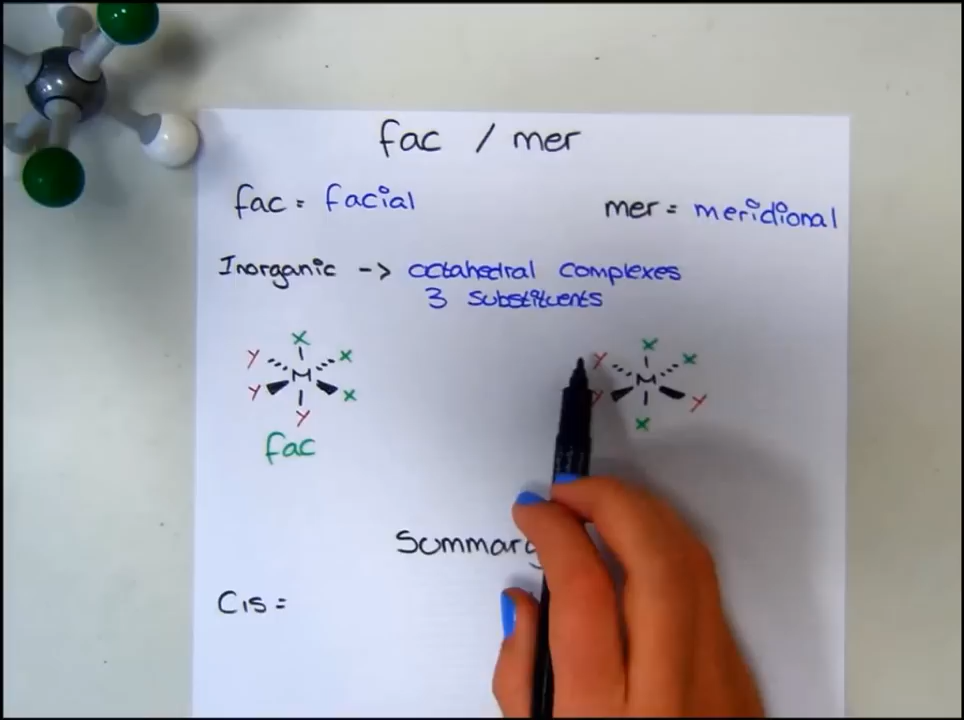 fac / mer
fac = facial
mer = meridional
Inorganic -> octahedral complexes
3 substituents
X
Y X
M
Y X
Y
fac
X
Y X
M
Y Y
X
Summary
Cis =